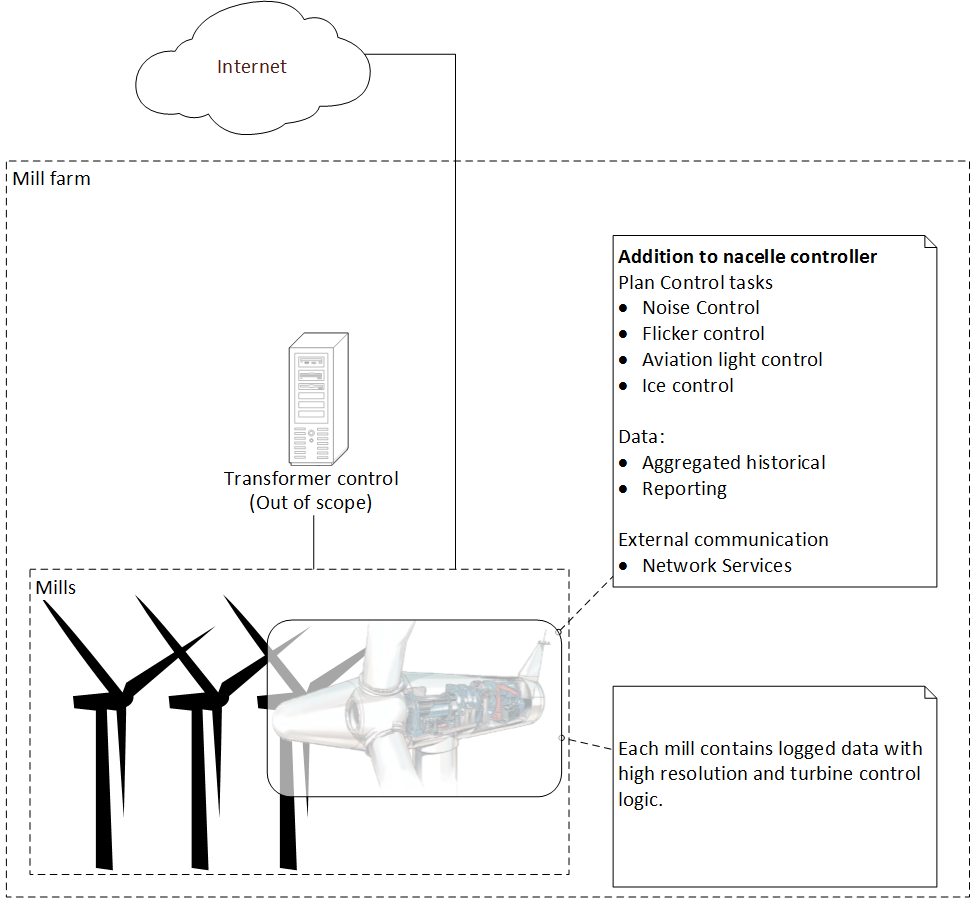 Internet
Mill farm
Addition to nacelle controller
Plan Control tasks
• Noise Control
• Flicker control
• Aviation light control
• Ice control
Data:
• Aggregated historical
• Reporting
External communication
• Network Services
Transformer control
(Out of scope)
Mills
Each mill contains logged data with
high resolution and turbine control
logic.